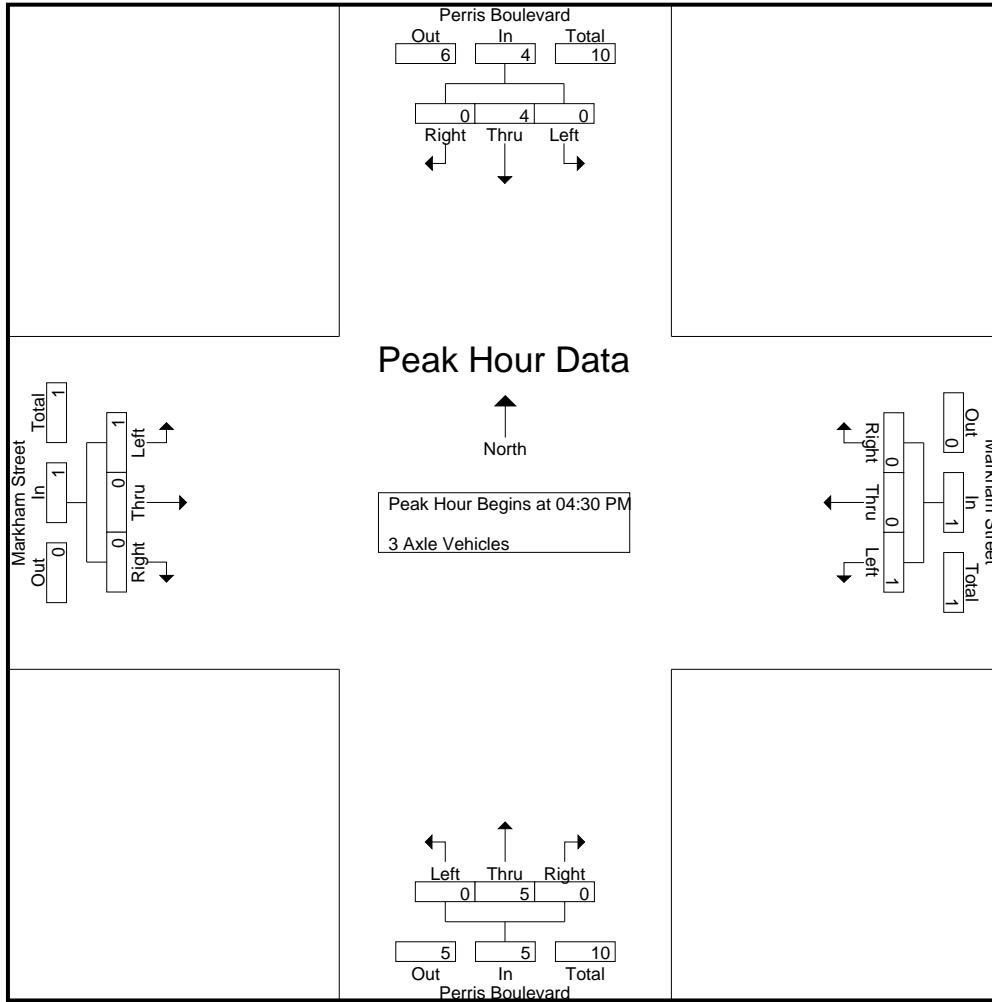 Perris Boulevard
Out In Total
6 4 10
0 4 0
Right Thru Left
Peak Hour Data
North
Peak Hour Begins at 04:30 PM
3 Axle Vehicles
Markham Street
Total In Out
1 1 0
1 0 0
Left Thru Right
Right Thru Left
0 0 1
Out In Total
0 1 1
Markham Street
Left Thru Right
0 5 0
5 5 10
Out In Total
Perris Boulevard